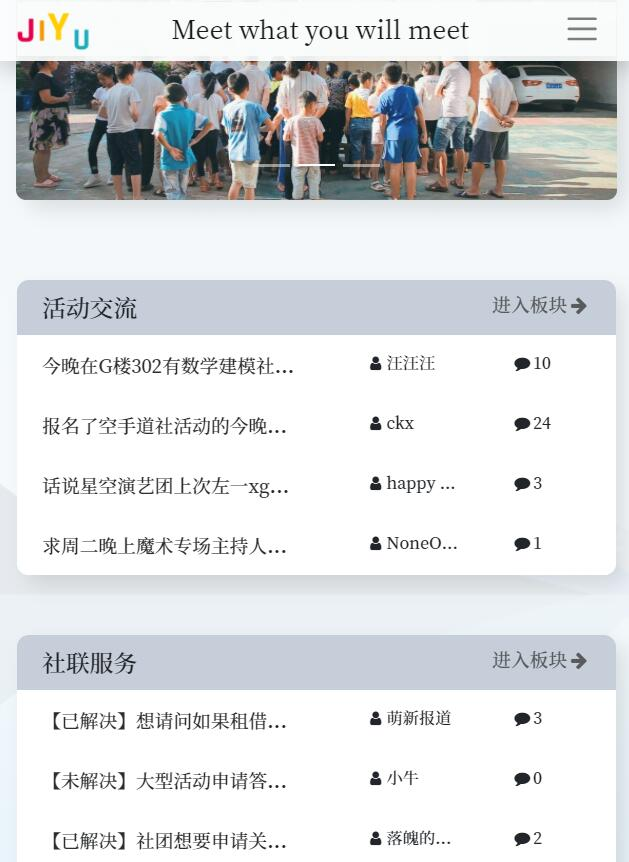 JIYU
Meet what you will meet
活动交流 进入板块
今晚在G楼302有数学建模社... 汪汪汪 10
报名了空手道社活动的今晚... ckx 24
话说星空演艺团上次左一xg... happy ... 3
求周二晚上魔术专场主持人... NoneO... 1
社联服务 进入板块
【已解决】想请问如果租借... 萌新报道 3
【未解决】大型活动申请答... 小牛 0
【已解决】社团想要申请关... 落魄的... 2